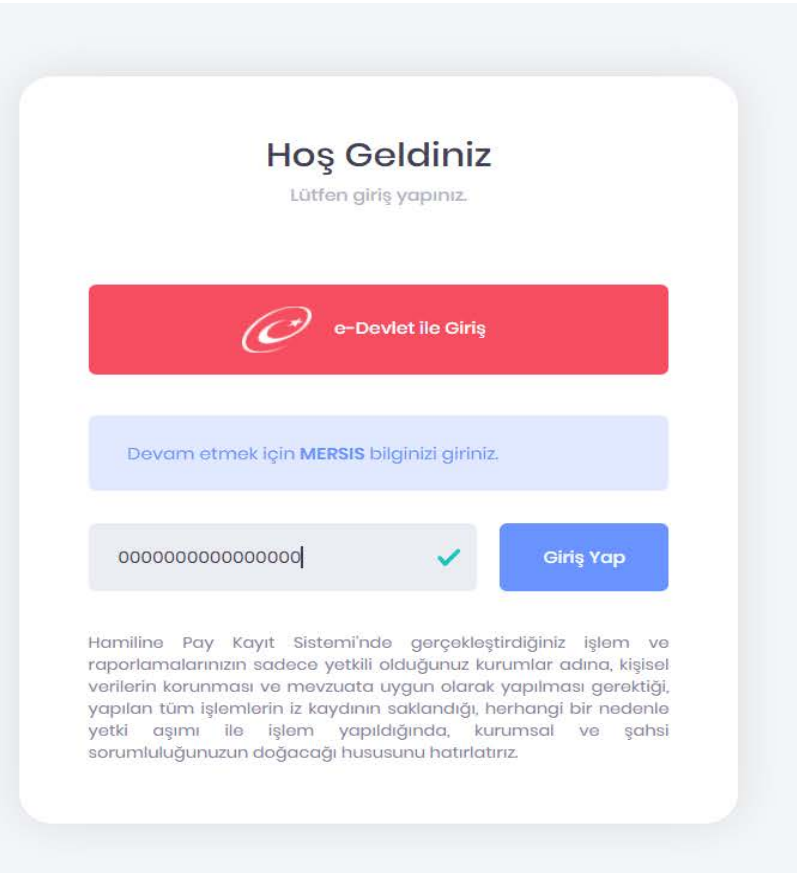 Hoş Geldiniz
Lütfen giriş yapınız.
e-Devlet ile Giriş
Devam etmek için MERSIS bilginizi giriniz.
0000000000000000
Giriş Yap
Hamiline Pay Kayıt Sistemi'nde gerçekleştirdiğiniz işlem ve
raporlamalarınızın sadece yetkili olduğunuz kurumlar adına, kişisel
verilerin korunması ve mevzuata uygun olarak yapılması gerektiği,
yapılan tüm işlemlerin iz kaydının saklandığı, herhangi bir nedenle
yetki aşımı ile işlem yapıldığında, kurumsal ve şahsi
sorumluluğunuzun doğacağı hususunu hatırlatırız.